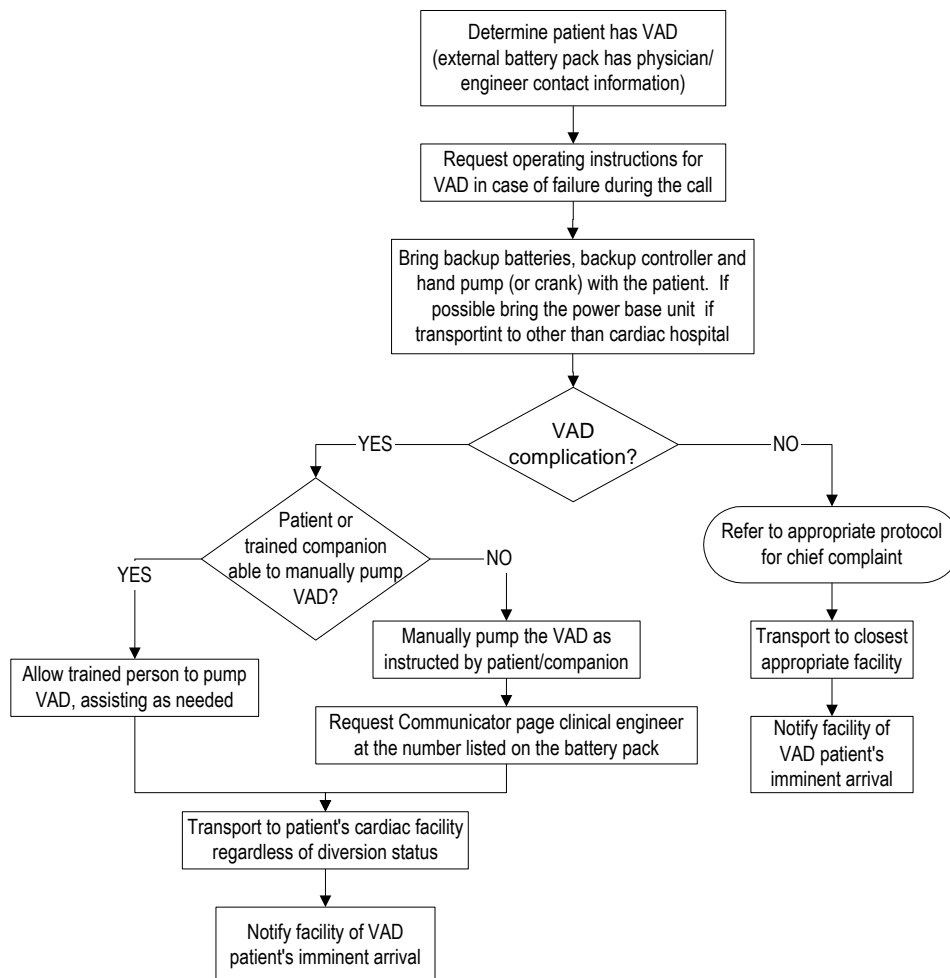 Determine patient has VAD
(external battery pack has physician/
engineer contact information)
Request operating instructions for
VAD in case of failure during the call
Bring backup batteries, backup controller and
hand pump (or crank) with the patient.  If
possible bring the power base unit  if
transportint to other than cardiac hospital
VAD
complication?
YES
NO
Patient or
trained companion
able to manually pump
VAD?
YES
NO
Refer to appropriate protocol
for chief complaint
Manually pump the VAD as
instructed by patient/companion
Transport to closest
appropriate facility
Allow trained person to pump
VAD, assisting as needed
Request Communicator page clinical engineer
at the number listed on the battery pack
Notify facility of
VAD patient's
imminent arrival
Transport to patient's cardiac facility
regardless of diversion status
Notify facility of VAD
patient's imminent arrival